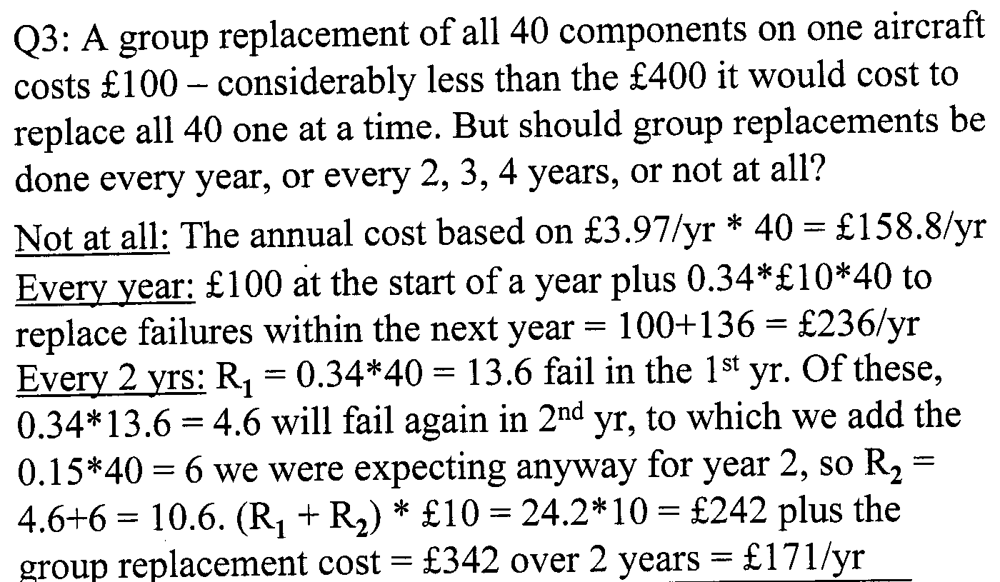 Q3: A group replacement of all 40 components on one aircraft
costs £100 – considerably less than the £400 it would cost to
replace all 40 one at a time. But should group replacements be
done every year, or every 2, 3, 4 years, or not at all?
Not at all: The annual cost based on £3.97/yr * 40 = £158.8/yr
Every year: £100 at the start of a year plus 0.34*£10*40 to
replace failures within the next year = 100+136 = £236/yr
Every 2 yrs: R₁ = 0.34*40 = 13.6 fail in the 1ˢᵗ yr. Of these,
0.34*13.6 = 4.6 will fail again in 2ⁿᵈ yr, to which we add the
0.15*40 = 6 we were expecting anyway for year 2, so R₂ =
4.6+6 = 10.6. (R₁ + R₂) * £10 = 24.2*10 = £242 plus the
group replacement cost = £342 over 2 years = £171/yr